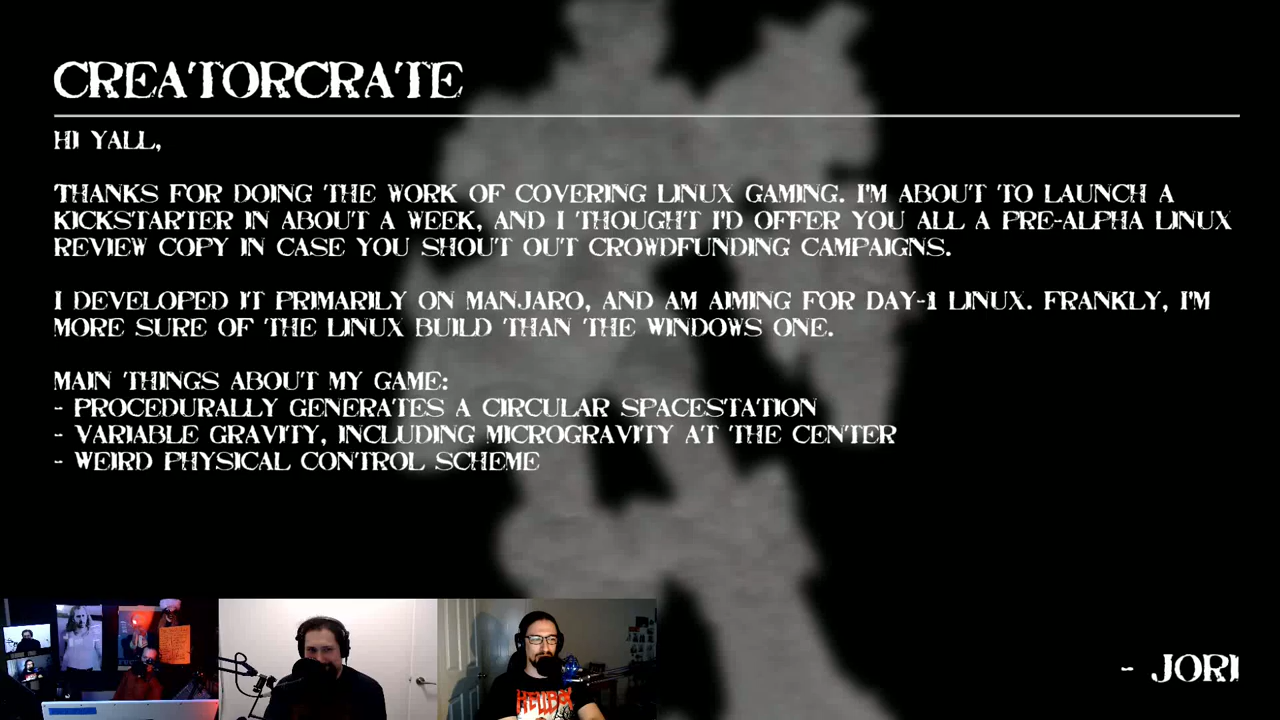 CREATORCRATE
HI YALL,
THANKS FOR DOING THE WORK OF COVERING LINUX GAMING. I'M ABOUT TO LAUNCH A
KICKSTARTER IN ABOUT A WEEK, AND I THOUGHT I'D OFFER YOU ALL A PRE-ALPHA LINUX
REVIEW COPY IN CASE YOU SHOUT OUT CROWDFUNDING CAMPAIGNS.
I DEVELOPED IT PRIMARILY ON MANJARO, AND AM AIMING FOR DAY-1 LINUX. FRANKLY, I'M
MORE SURE OF THE LINUX BUILD THAN THE WINDOWS ONE.
MAIN THINGS ABOUT MY GAME:
- PROCEDURALLY GENERATES A CIRCULAR SPACESTATION
- VARIABLE GRAVITY, INCLUDING MICROGRAVITY AT THE CENTER
- WEIRD PHYSICAL CONTROL SCHEME
- JORI